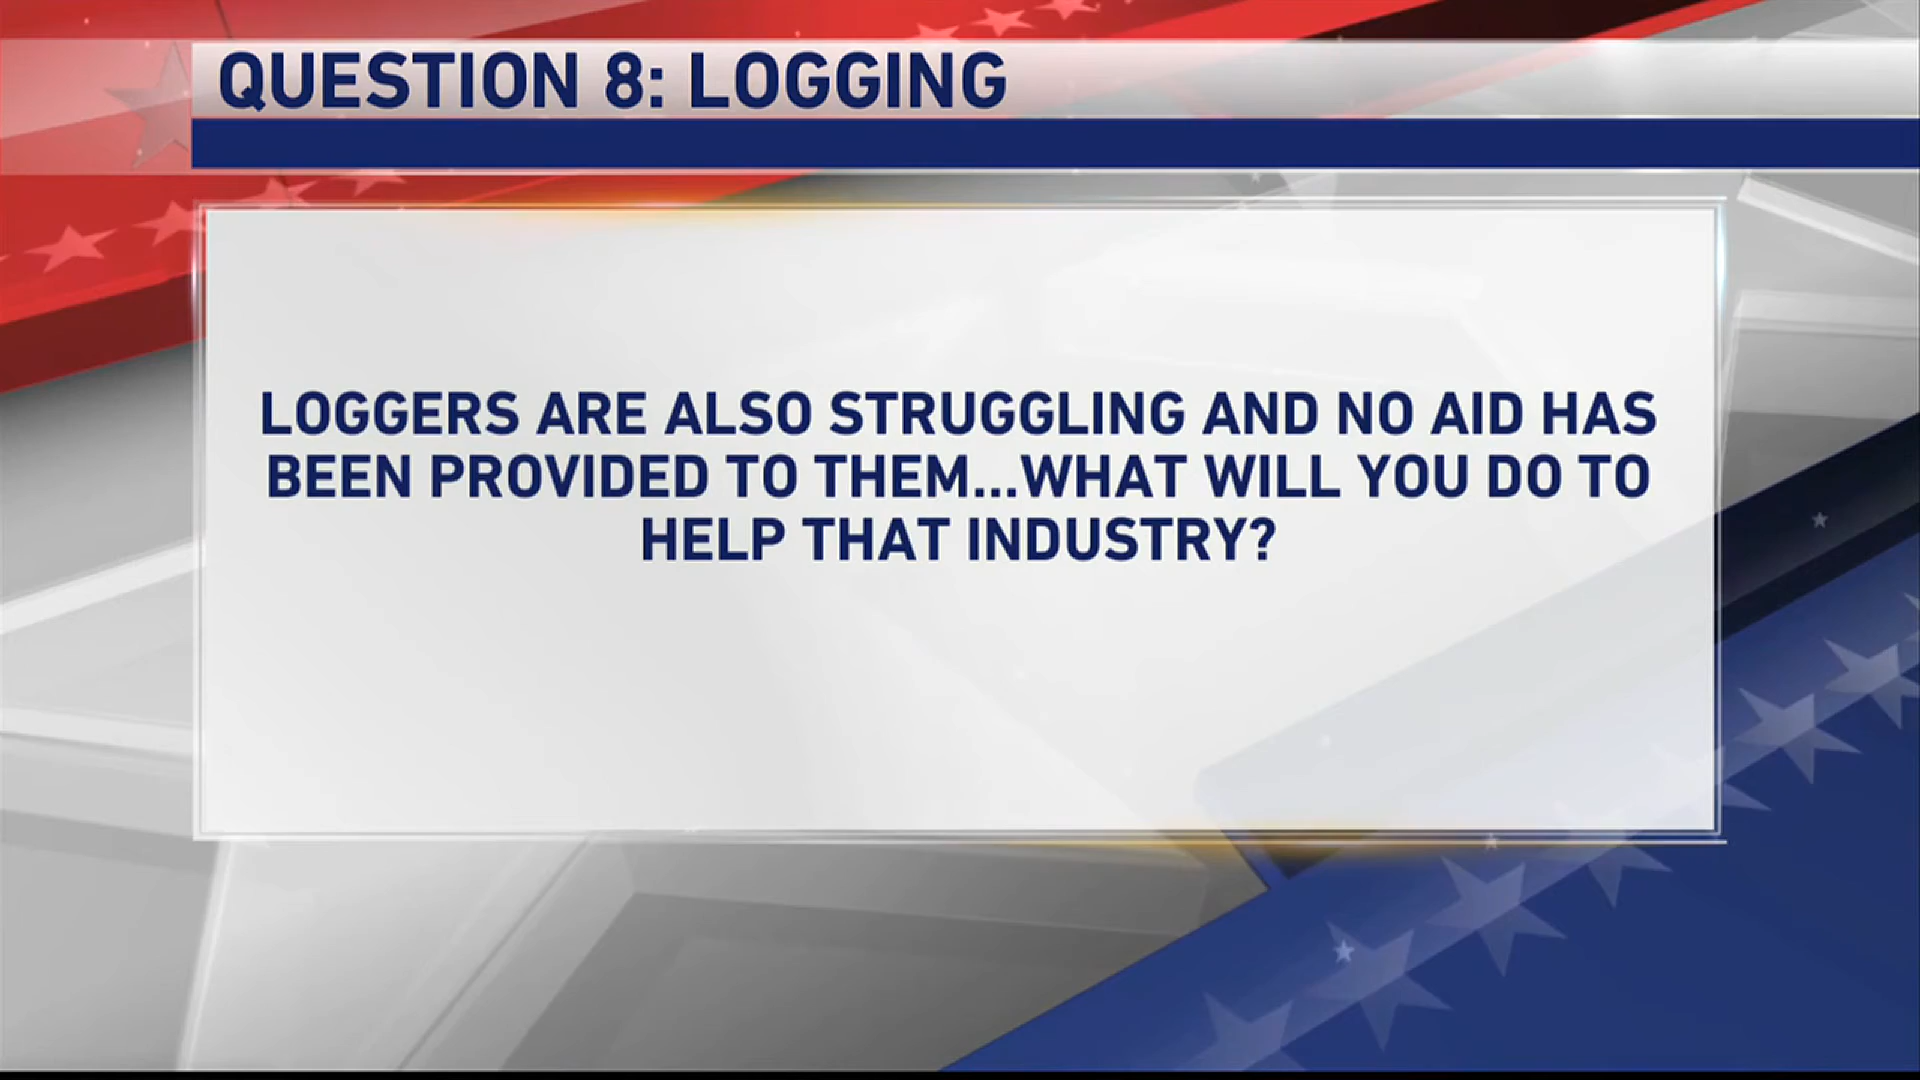 QUESTION 8: LOGGING
LOGGERS ARE ALSO STRUGGLING AND NO AID HAS
BEEN PROVIDED TO THEM...WHAT WILL YOU DO TO
HELP THAT INDUSTRY?